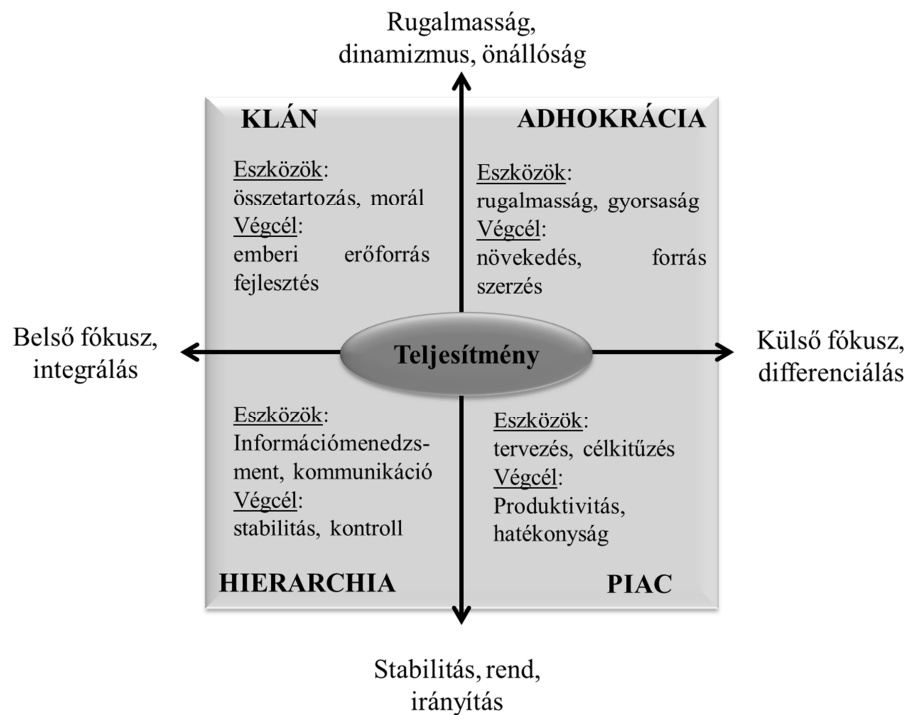 Rugalmasság,
dinamizmus, önállóság
KLÁN
Eszközök:
összetartozás, morál
Végcél:
emberi erőforrás
fejlesztés
ADHOKRÁCIA
Eszközök:
rugalmasság, gyorsaság
Végcél:
növekedés, forrás
szerzés
Belső fókusz,
integrálás
Teljesítmény
Külső fókusz,
differenciálás
Eszközök:
Információmenedzs-
ment, kommunikáció
Végcél:
stabilitás, kontroll
HIERARCHIA
Eszközök:
tervezés, célkitűzés
Végcél:
Produktivitás,
hatékonyság
PIAC
Stabilitás, rend,
irányítás